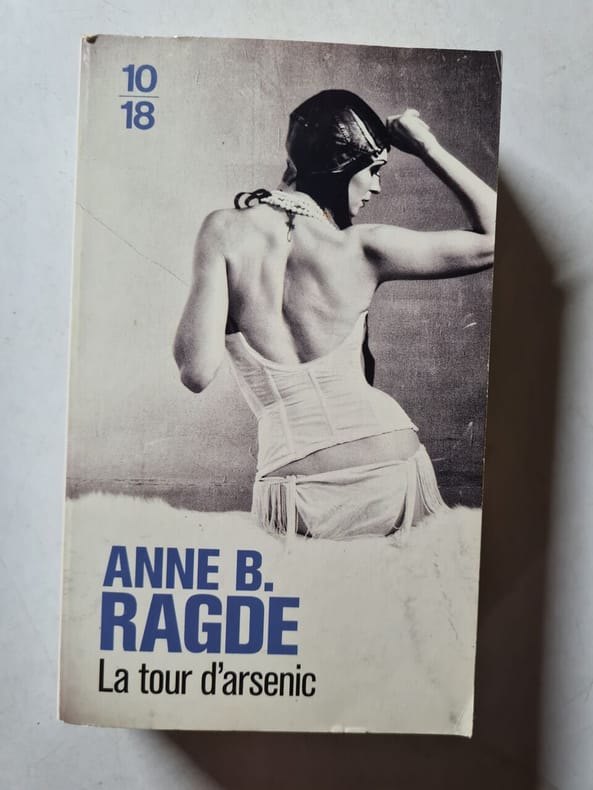 10
18
ANNE B.
RAGDE
La tour d'arsenic